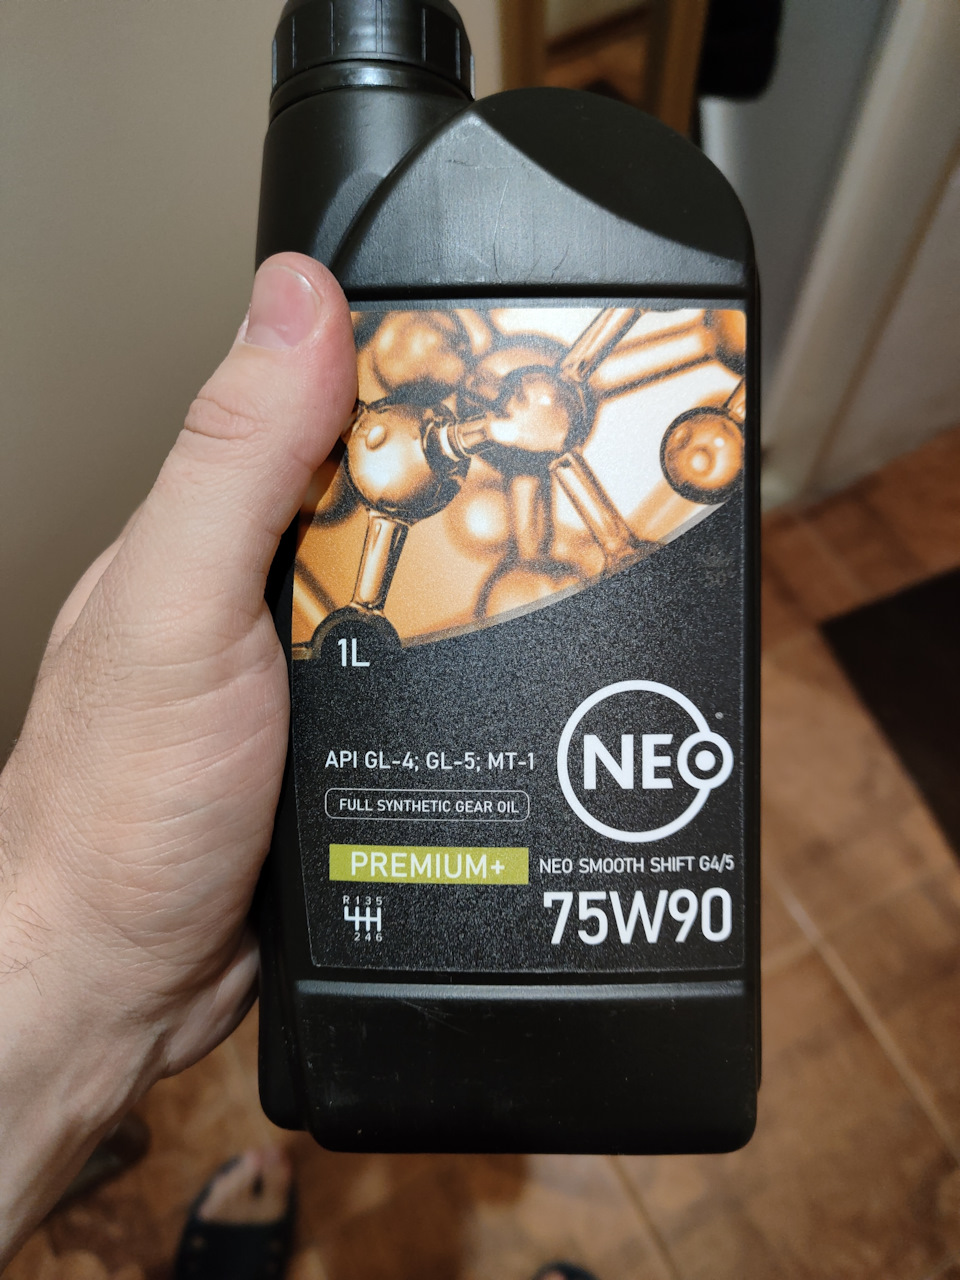 1L
API GL-4; GL-5; MT-1
FULL SYNTHETIC GEAR OIL
PREMIUM+
R 1 3 5
2 4 6
NEO
NEO SMOOTH SHIFT G4/5
75W90